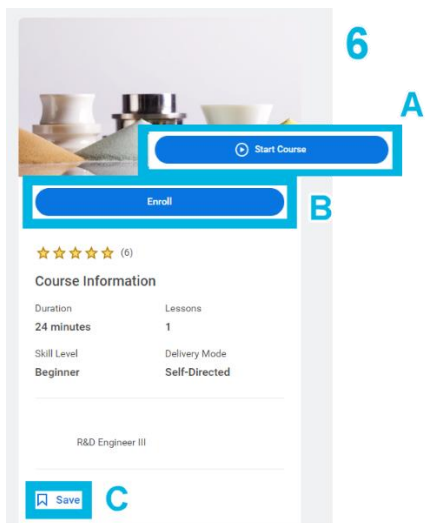 6
A
Start Course
Enroll
B
(6)
Course Information
Duration Lessons
24 minutes 1
Skill Level Delivery Mode
Beginner Self-Directed
R&D Engineer III
Save
C